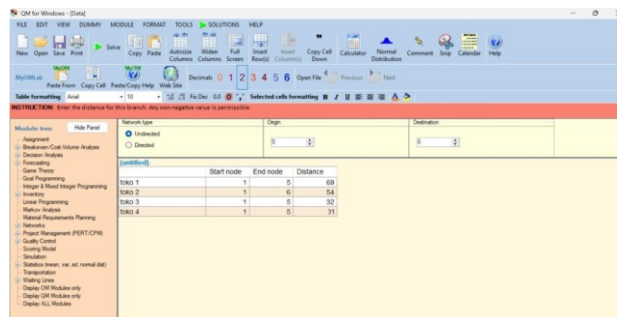 QM for Windows - [Data]
FILE EDIT VIEW DUMMY MODULE FORMAT TOOLS SOLUTIONS HELP
New Open Save Print Solve Copy Paste Autosize Columns Widen Columns Full Screen Insert Row(s) Insert Column(s) Copy Cell Down Calculator Normal Distribution Comment Snip Calendar Help
MyOMLab Paste From Copy Cell Paste/Copy Help Web Site Decimals 0 1 2 3 4 5 6 Open File Previous Next
Table formatting Arial 10 Fix Dec 0.0 0 Selected cells formatting B I U
INSTRUCTION: Enter the distance for this branch. Any non-negative value is permissible.
Module tree Hide Panel
Assignment
Breakeven/Cost-Volume Analysis
Decision Analysis
Forecasting
Game Theory
Goal Programming
Integer & Mixed Integer Programming
Inventory
Linear Programming
Markov Analysis
Material Requirements Planning
Networks
Project Management (PERT/CPM)
Quality Control
Scoring Model
Simulation
Statistics (mean, var, sd; normal dist)
Transportation
Waiting Lines
Display OM Modules only
Display QM Modules only
Display ALL Modules
Network type
Undirected
Directed
Origin
0
Destination
0
(untitled)
Start node End node Distance
toko 1 1 5 69
toko 2 1 6 54
toko 3 1 5 32
toko 4 1 5 31